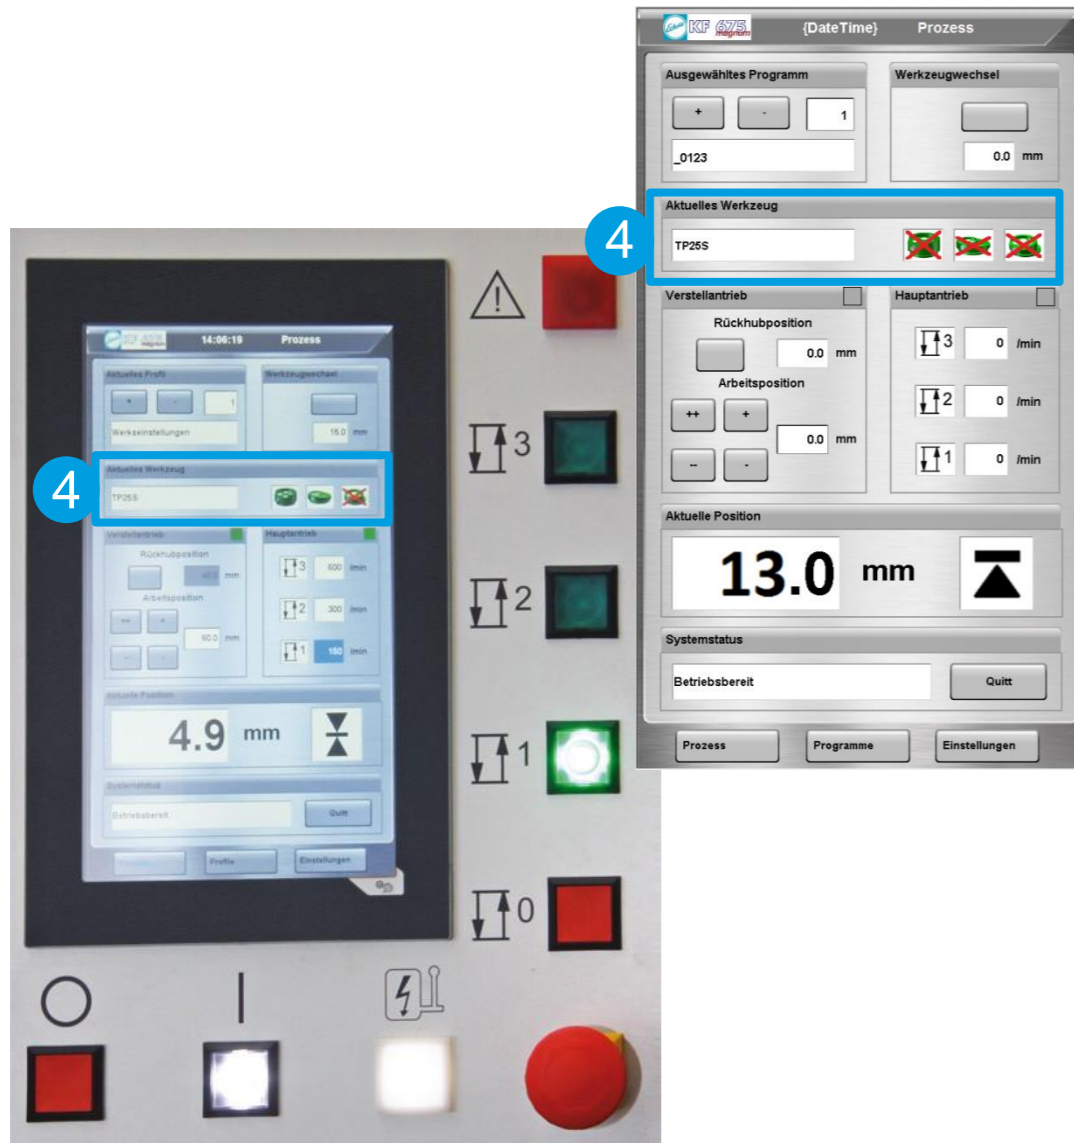 KF 675 magnum {DateTime} Prozess
Ausgewähltes Programm
Werkzeugwechsel
+ - 1
_0123
0.0 mm
4
Aktuelles Werkzeug
TP25S
Verstellantrieb
Hauptantrieb
Rückhubposition
0.0 mm
Arbeitsposition
++ +
0.0 mm
-- -
3 0 /min
2 0 /min
1 0 /min
Aktuelle Position
13.0 mm
Systemstatus
Betriebsbereit
Quitt
Prozess Programme Einstellungen
KF 675 magnum 14:06:19 Prozess
Aktuelles Profil
Werkzeugwechsel
+ - 1
Werkseinstellungen
15.0 mm
4
Aktuelles Werkzeug
TP25S
Verstellantrieb
Hauptantrieb
Rückhubposition
mm
Arbeitsposition
++ +
60.0 mm
-- -
3 600 /min
2 300 /min
1 150 /min
Aktuelle Position
4.9 mm
Systemstatus
Betriebsbereit
Quitt
Profile Einstellungen
3
2
1
0